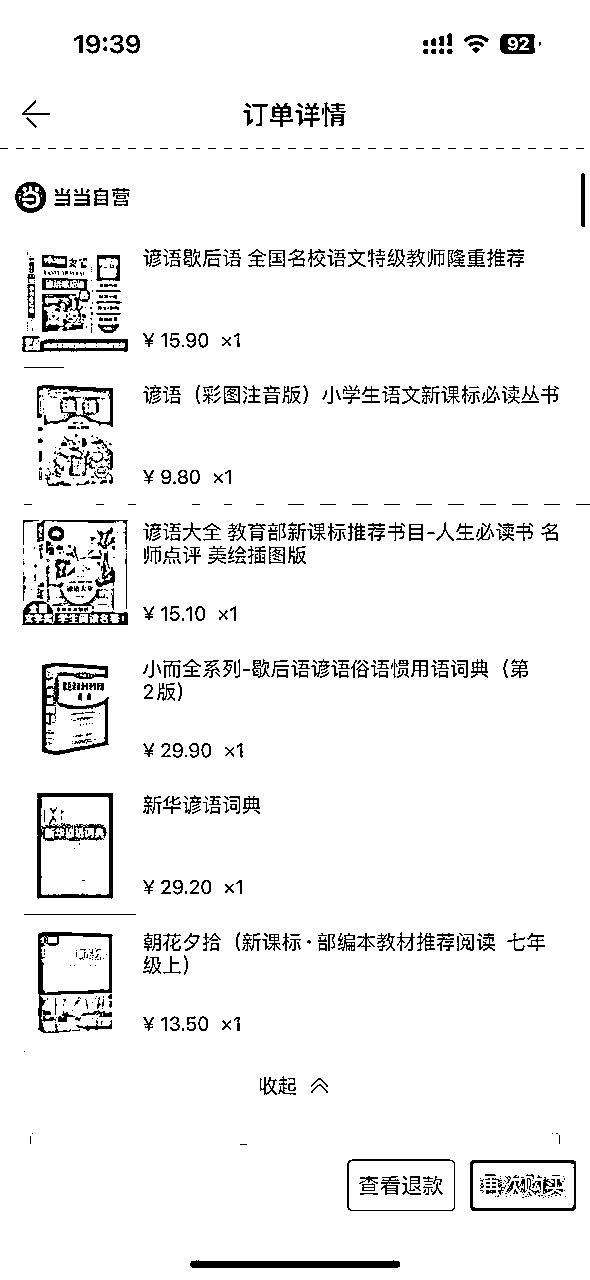 19:39
92
订单详情
当当自营
谚语歇后语 全国名校语文特级教师隆重推荐
¥ 15.90 ×1
谚语（彩图注音版）小学生语文新课标必读丛书
¥ 9.80 ×1
谚语大全 教育部新课标推荐书目-人生必读书 名
师点评 美绘插图版
¥ 15.10 ×1
小而全系列-歇后语谚语俗语惯用语词典（第
2版）
¥ 29.90 ×1
新华谚语词典
¥ 29.20 ×1
朝花夕拾（新课标·部编本教材推荐阅读 七年
级上）
¥ 13.50 ×1
收起
查看退款
再次购买